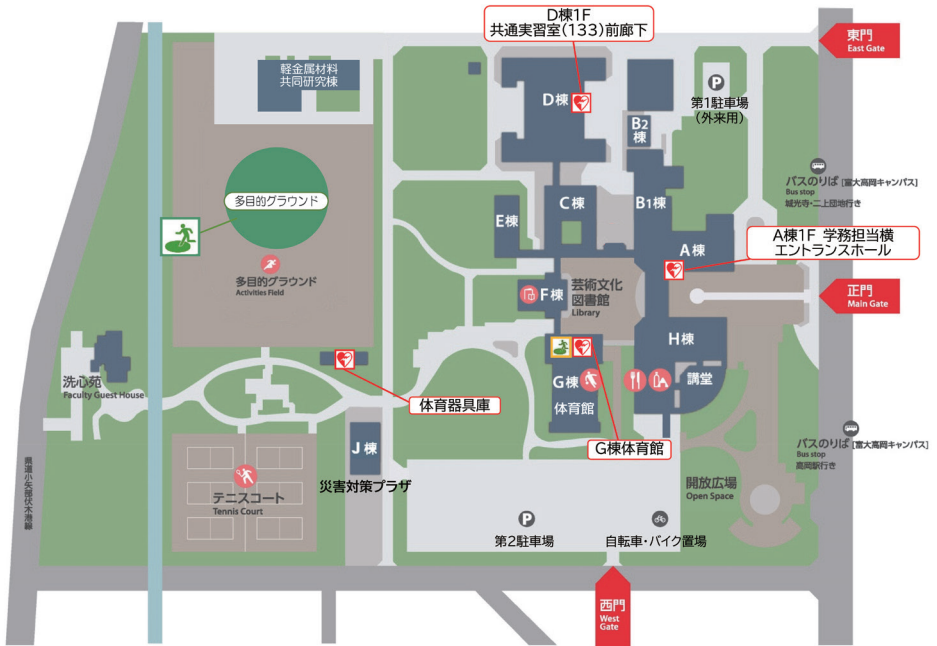 D棟1F
共通実習室(133)前廊下
東門
East Gate
軽金属材料
共同研究棟
D棟
P
第1駐車場
(外来用)
B2
棟
バスのりば [富大高岡キャンパス]
Bus stop
城光寺・二上団地行き
多目的グラウンド
C棟
B1棟
E棟
A棟1F 学務担当横
エントランスホール
A棟
多目的グラウンド
Activities Field
F棟
芸術文化
図書館
Library
正門
Main Gate
H棟
洗心苑
Faculty Guest House
体育器具庫
G棟
体育館
講堂
G棟体育館
バスのりば [富大高岡キャンパス]
Bus stop
高岡駅行き
県道小矢部伏木港線
J棟
災害対策プラザ
テニスコート
Tennis Court
開放広場
Open Space
P
第2駐車場
自転車・バイク置場
西門
West
Gate